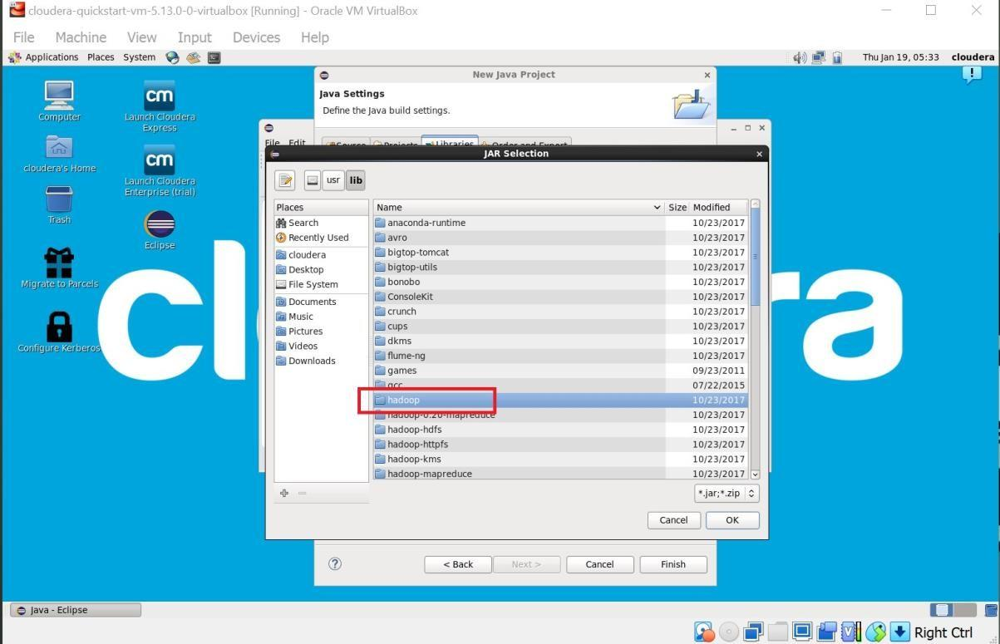 cloudera-quickstart-vm-5.13.0-0-virtualbox [Running] - Oracle VM VirtualBox
File Machine View Input Devices Help
Applications Places System Thu Jan 19, 05:33 cloudera
Computer
Launch Cloudera Express
cloudera's Home
Launch Cloudera Enterprise (trial)
Trash
Eclipse
Migrate to Parcels
Configure Kerberos
cm
cm
cl
ra
New Java Project
Java Settings
Define the Java build settings.
File Edit
Source Projects Libraries Order and Export
JAR Selection
usr lib
Places
Search
Recently Used
cloudera
Desktop
File System
Documents
Music
Pictures
Videos
Downloads
Name Size Modified
anaconda-runtime 10/23/2017
avro 10/23/2017
bigtop-tomcat 10/23/2017
bigtop-utils 10/23/2017
bonobo 10/23/2017
ConsoleKit 10/23/2017
crunch 10/23/2017
cups 10/23/2017
dkms 10/23/2017
flume-ng 10/23/2017
games 09/23/2011
gcc 07/22/2015
hadoop 10/23/2017
hadoop-0.20-mapreduce 10/23/2017
hadoop-hdfs 10/23/2017
hadoop-httpfs 10/23/2017
hadoop-kms 10/23/2017
hadoop-mapreduce 10/23/2017
*.jar;*.zip
Cancel OK
? < Back Next > Cancel Finish
Java - Eclipse
Right Ctrl